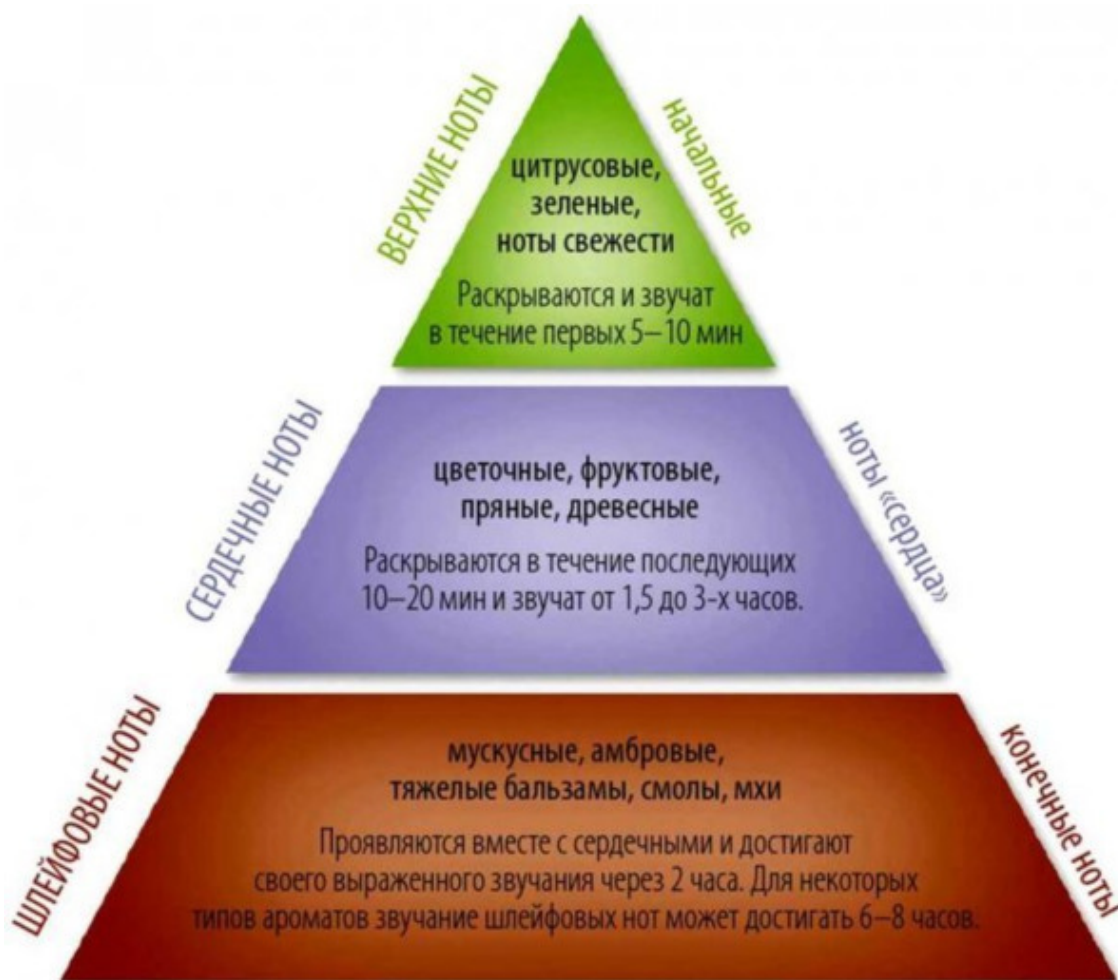 ВЕРХНИЕ НОТЫ
начальные
цитрусовые,
зеленые,
ноты свежести
Раскрываются и звучат
в течение первых 5–10 мин
СЕРДЕЧНЫЕ НОТЫ
ноты «сердца»
цветочные, фруктовые,
пряные, древесные
Раскрываются в течение последующих
10–20 мин и звучат от 1,5 до 3-х часов.
ШЛЕЙФОВЫЕ НОТЫ
конечные ноты
мускусные, амбровые,
тяжелые бальзамы, смолы, мхи
Проявляются вместе с сердечными и достигают
своего выраженного звучания через 2 часа. Для некоторых
типов ароматов звучание шлейфовых нот может достигать 6–8 часов.